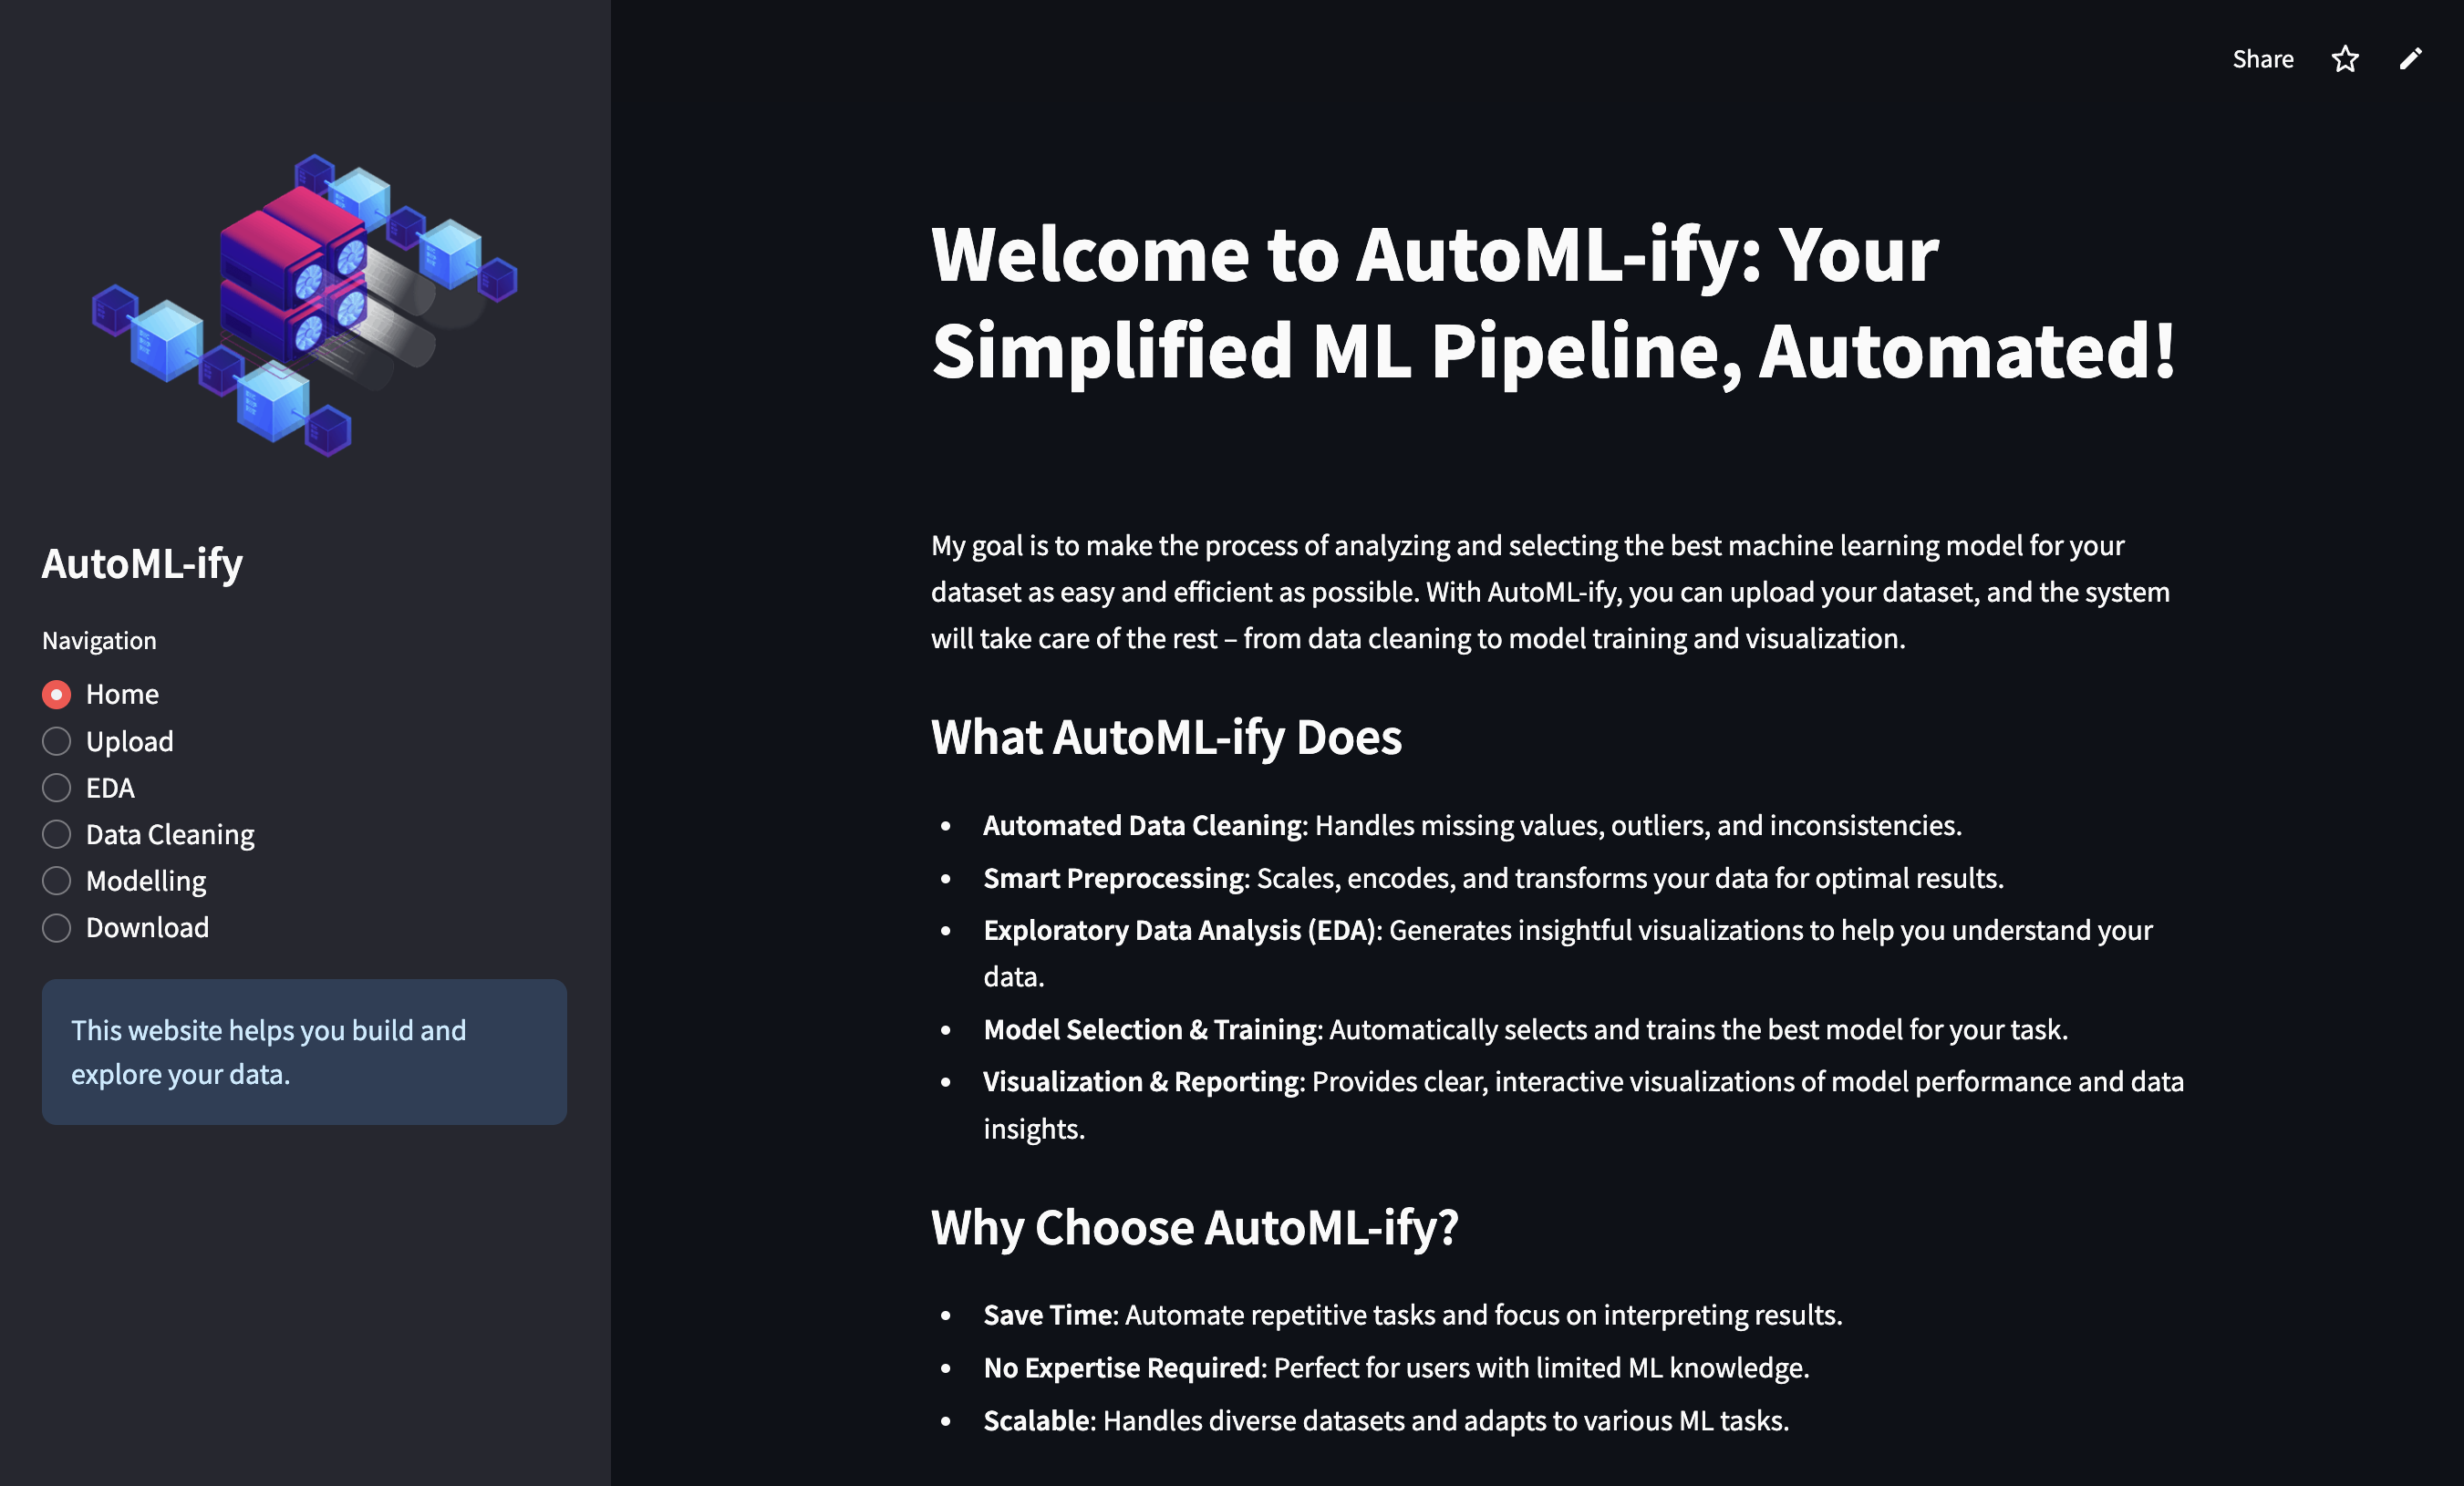 Share
AutoML-ify
Navigation
Home
Upload
EDA
Data Cleaning
Modelling
Download
This website helps you build and
explore your data.
Welcome to AutoML-ify: Your
Simplified ML Pipeline, Automated!
My goal is to make the process of analyzing and selecting the best machine learning model for your
dataset as easy and efficient as possible. With AutoML-ify, you can upload your dataset, and the system
will take care of the rest – from data cleaning to model training and visualization.
What AutoML-ify Does
• Automated Data Cleaning: Handles missing values, outliers, and inconsistencies.
• Smart Preprocessing: Scales, encodes, and transforms your data for optimal results.
• Exploratory Data Analysis (EDA): Generates insightful visualizations to help you understand your
data.
• Model Selection & Training: Automatically selects and trains the best model for your task.
• Visualization & Reporting: Provides clear, interactive visualizations of model performance and data
insights.
Why Choose AutoML-ify?
• Save Time: Automate repetitive tasks and focus on interpreting results.
• No Expertise Required: Perfect for users with limited ML knowledge.
• Scalable: Handles diverse datasets and adapts to various ML tasks.